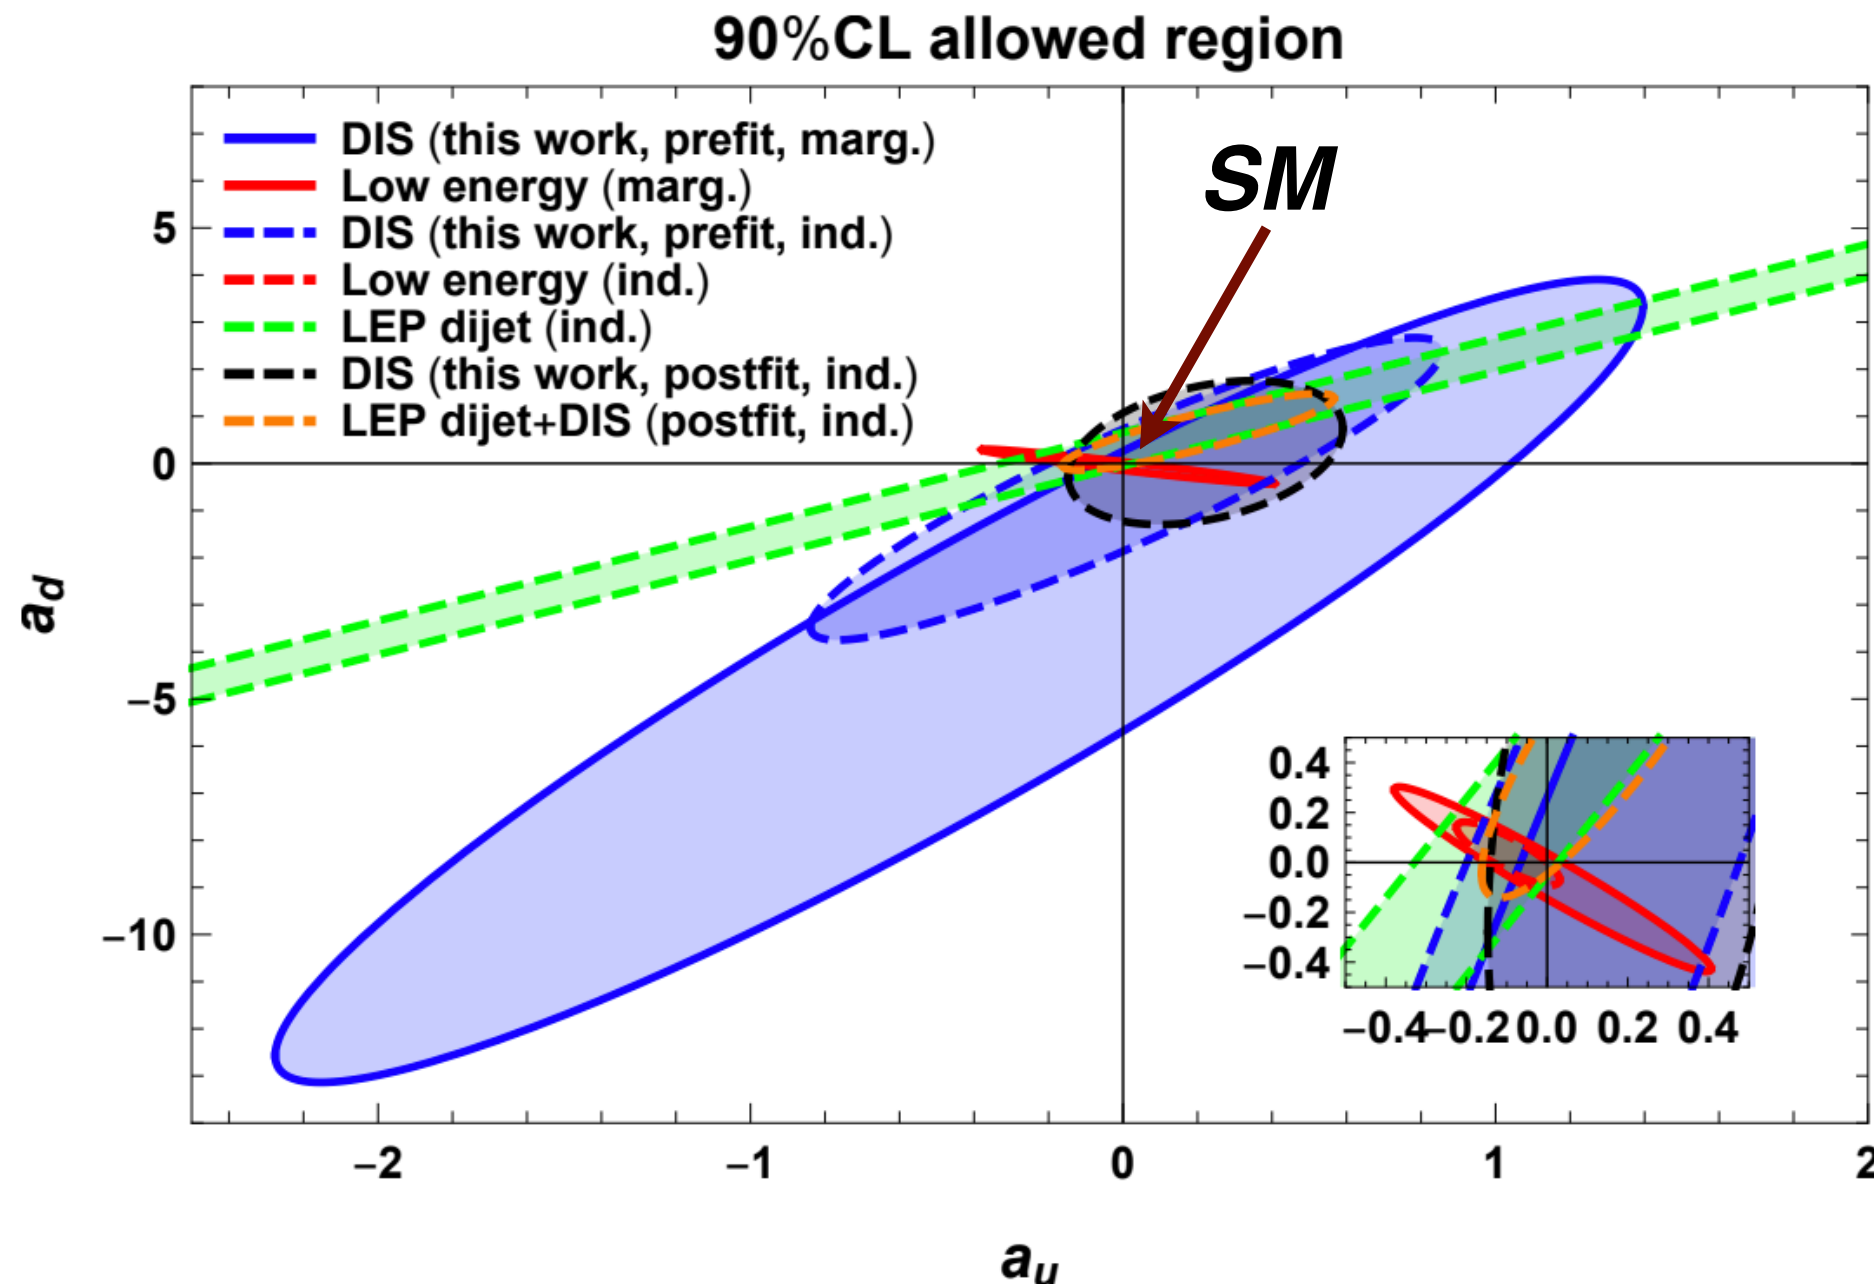 90%CL allowed region
DIS (this work, prefit, marg.)
Low energy (marg.)
DIS (this work, prefit, ind.)
Low energy (ind.)
LEP dijet (ind.)
DIS (this work, postfit, ind.)
LEP dijet+DIS (postfit, ind.)
SM
5
0
−5
−10
a_d
0.4
0.2
0.0
−0.2
−0.4
−0.4 −0.2 0.0 0.2 0.4
−2 −1 0 1 2
a_u